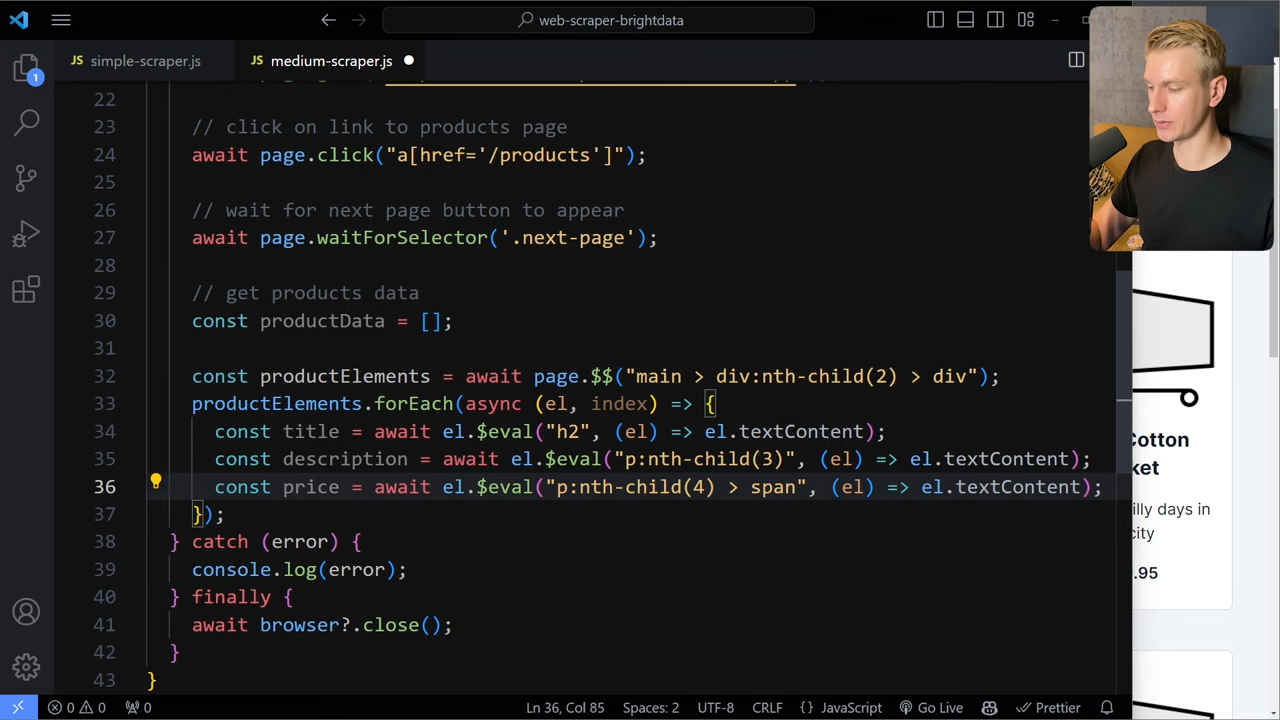 web-scraper-brightdata
JS simple-scraper.js
JS medium-scraper.js
1
22
23 // click on link to products page
24 await page.click("a[href='/products']");
25
26 // wait for next page button to appear
27 await page.waitForSelector('.next-page');
28
29 // get products data
30 const productData = [];
31
32 const productElements = await page.$$("main > div:nth-child(2) > div");
33 productElements.forEach(async (el, index) => {
34 const title = await el.$eval("h2", (el) => el.textContent);
35 const description = await el.$eval("p:nth-child(3)", (el) => el.textContent);
36 const price = await el.$eval("p:nth-child(4) > span", (el) => el.textContent);
37 });
38 } catch (error) {
39 console.log(error);
40 } finally {
41 await browser?.close();
42 }
43 }
Cotton
ket
illy days in
city
.95
0 0 0 Ln 36, Col 85 Spaces: 2 UTF-8 CRLF {} JavaScript Go Live Prettier